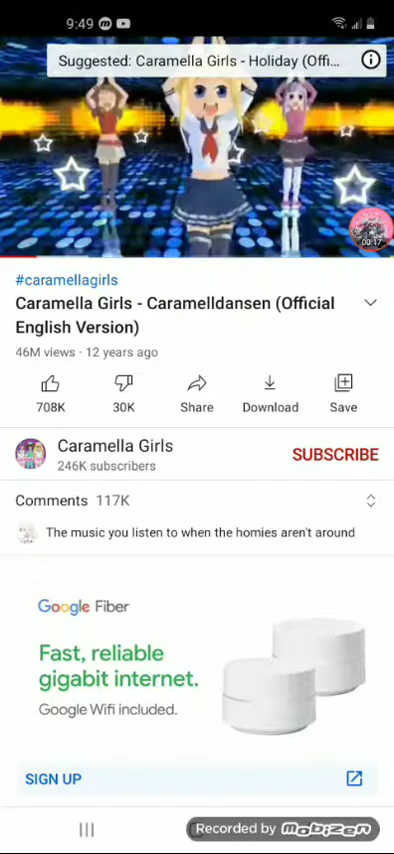 9:49
Suggested: Caramella Girls - Holiday (Offi...
00:17
#caramellagirls
Caramella Girls - Caramelldansen (Official
English Version)
46M views · 12 years ago
708K
30K
Share
Download
Save
Caramella Girls
246K subscribers
SUBSCRIBE
Comments 117K
The music you listen to when the homies aren't around
Google Fiber
Fast, reliable
gigabit internet.
Google Wifi included.
SIGN UP
Recorded by mobizen